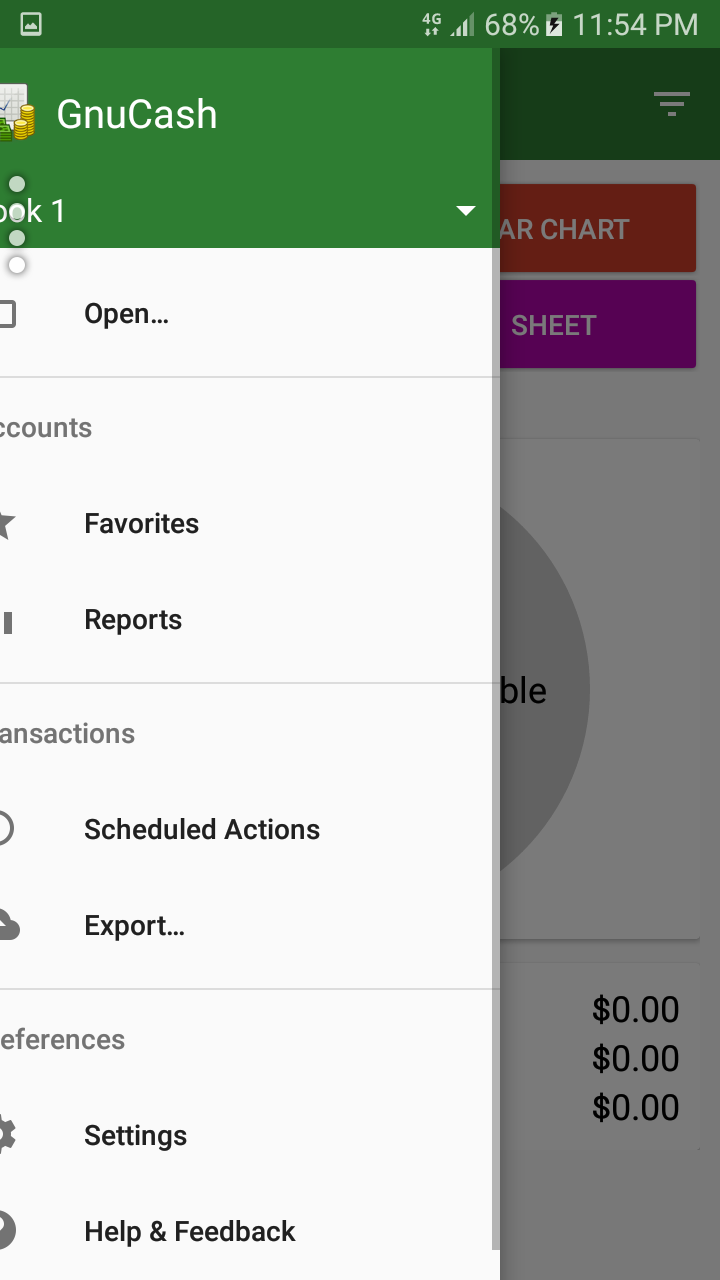 4G 68% 11:54 PM
GnuCash
ook 1
AR CHART
Open...
SHEET
ccounts
Favorites
Reports
ble
ansactions
Scheduled Actions
Export...
$0.00
eferences
$0.00
$0.00
Settings
Help & Feedback